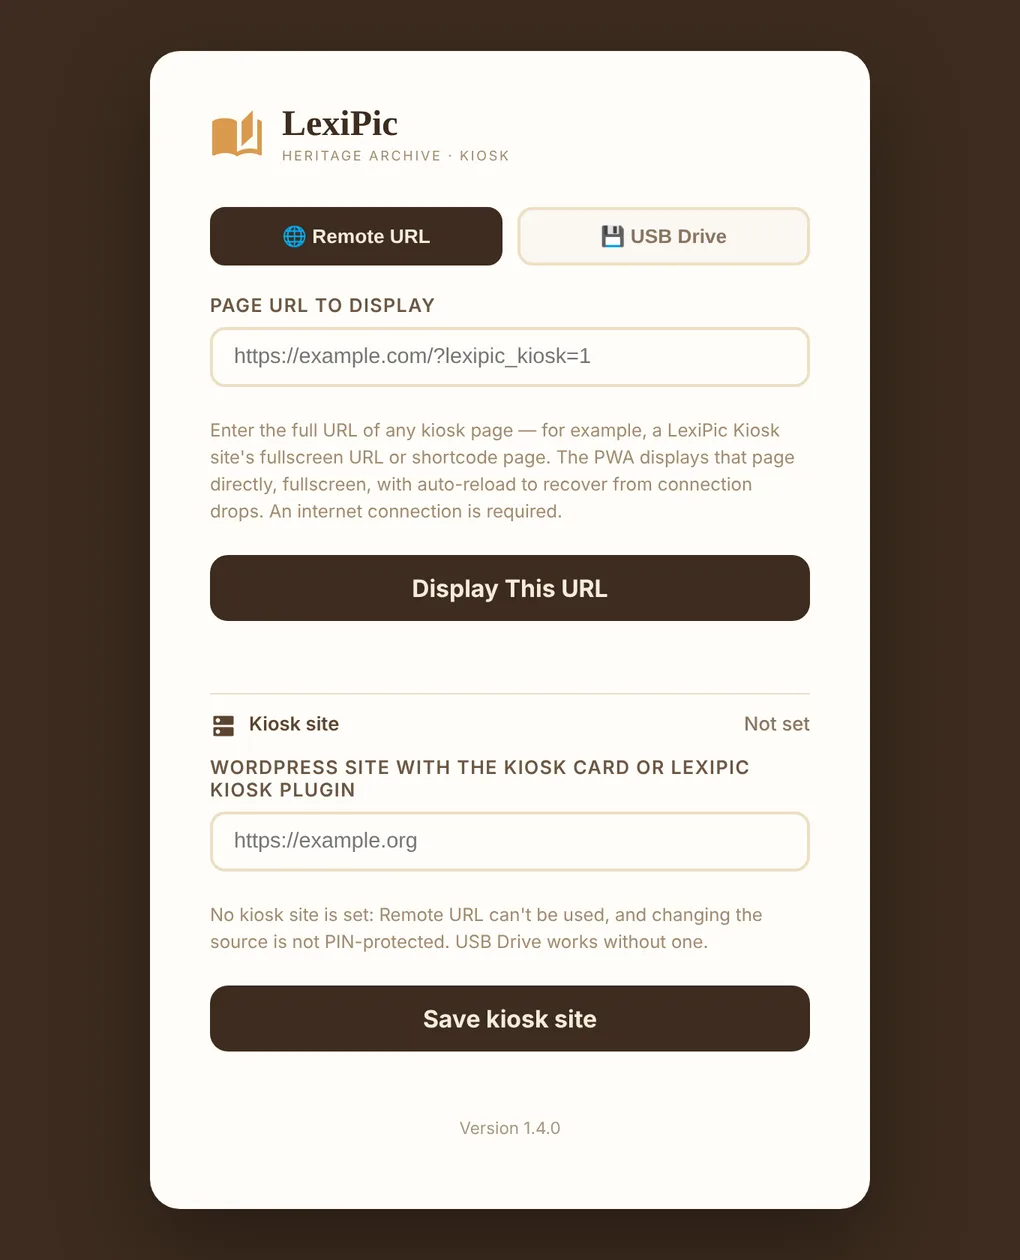 LexiPic
HERITAGE ARCHIVE · KIOSK
Remote URL
USB Drive
PAGE URL TO DISPLAY
https://example.com/?lexipic_kiosk=1
Enter the full URL of any kiosk page — for example, a LexiPic Kiosk
site's fullscreen URL or shortcode page. The PWA displays that page
directly, fullscreen, with auto-reload to recover from connection
drops. An internet connection is required.
Display This URL
Kiosk site
Not set
WORDPRESS SITE WITH THE KIOSK CARD OR LEXIPIC
KIOSK PLUGIN
https://example.org
No kiosk site is set: Remote URL can't be used, and changing the
source is not PIN-protected. USB Drive works without one.
Save kiosk site
Version 1.4.0